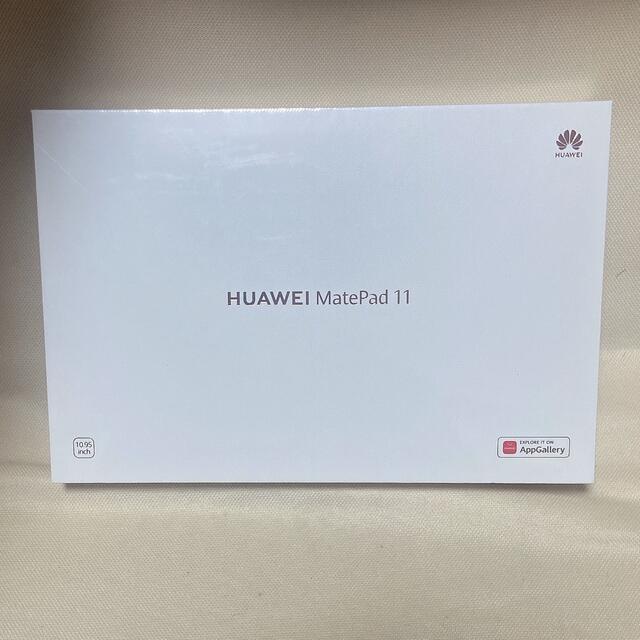 HUAWEI
HUAWEI MatePad 11
10.95
inch
EXPLORE IT ON
AppGallery